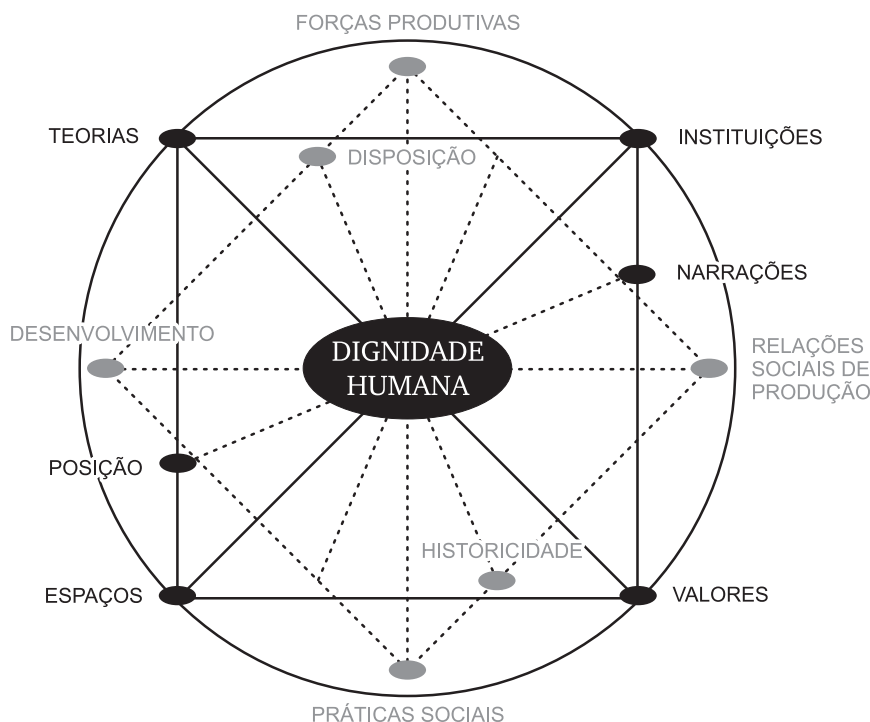 FORÇAS PRODUTIVAS
TEORIAS
INSTITUIÇÕES
DISPOSIÇÃO
NARRAÇÕES
DESENVOLVIMENTO
DIGNIDADE
HUMANA
RELAÇÕES
SOCIAIS DE
PRODUÇÃO
POSIÇÃO
HISTORICIDADE
ESPAÇOS
VALORES
PRÁTICAS SOCIAIS